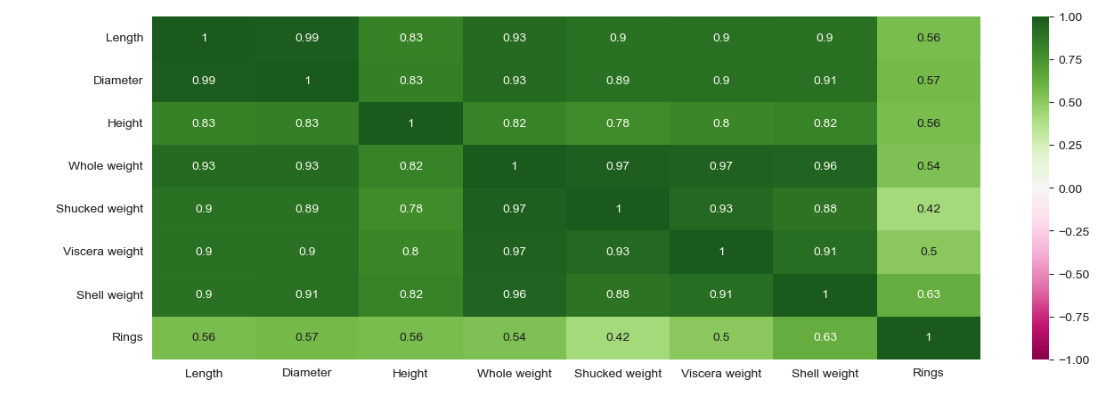 Length 1 0.99 0.83 0.93 0.9 0.9 0.9 0.56 1.00
Diameter 0.99 1 0.83 0.93 0.89 0.9 0.91 0.57 0.75
Height 0.83 0.83 1 0.82 0.78 0.8 0.82 0.56 0.50
0.25
Whole weight 0.93 0.93 0.82 1 0.97 0.97 0.96 0.54
0.00
Shucked weight 0.9 0.89 0.78 0.97 1 0.93 0.88 0.42
−0.25
Viscera weight 0.9 0.9 0.8 0.97 0.93 1 0.91 0.5
−0.50
Shell weight 0.9 0.91 0.82 0.96 0.88 0.91 1 0.63
−0.75
Rings 0.56 0.57 0.56 0.54 0.42 0.5 0.63 1
−1.00
Length Diameter Height Whole weight Shucked weight Viscera weight Shell weight Rings